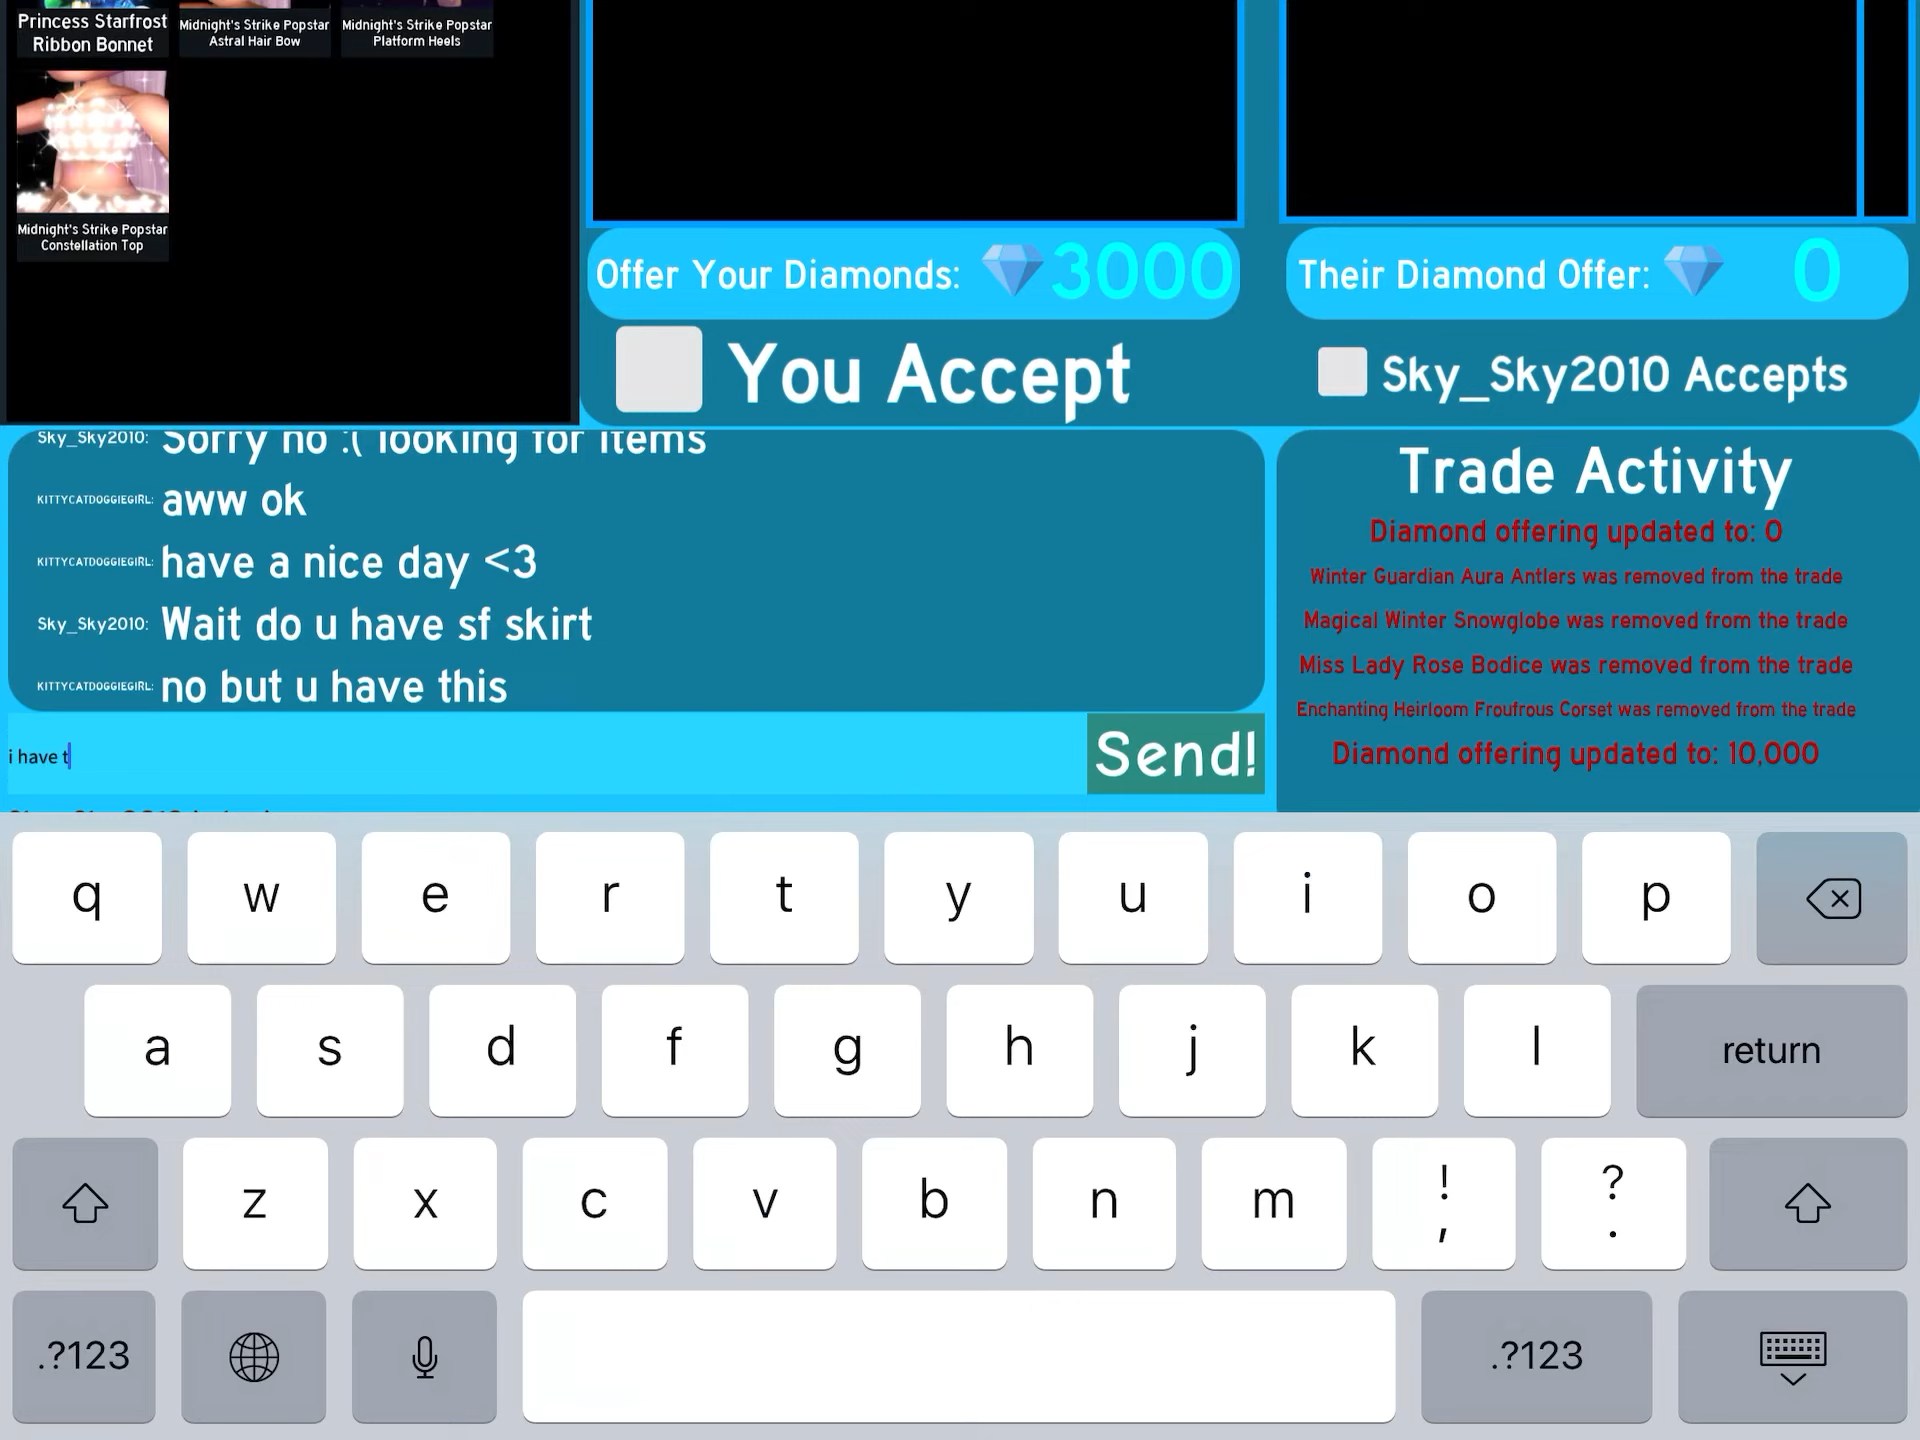 Princess Starfrost
Ribbon Bonnet
Midnight's Strike Popstar
Astral Hair Bow
Midnight's Strike Popstar
Platform Heels
Midnight's Strike Popstar
Constellation Top
Offer Your Diamonds: 3000
Their Diamond Offer: 0
You Accept
Sky_Sky2010 Accepts
Sky_Sky2010: Sorry no :( looking for items
KITTYCATDOGGIEGIRL: aww ok
KITTYCATDOGGIEGIRL: have a nice day <3
Sky_Sky2010: Wait do u have sf skirt
KITTYCATDOGGIEGIRL: no but u have this
i have t
Send!
Trade Activity
Diamond offering updated to: 0
Winter Guardian Aura Antlers was removed from the trade
Magical Winter Snowglobe was removed from the trade
Miss Lady Rose Bodice was removed from the trade
Enchanting Heirloom Froufrous Corset was removed from the trade
Diamond offering updated to: 10,000
q w e r t y u i o p
a s d f g h j k l return
z x c v b n m ! , ? .
.?123 .?123